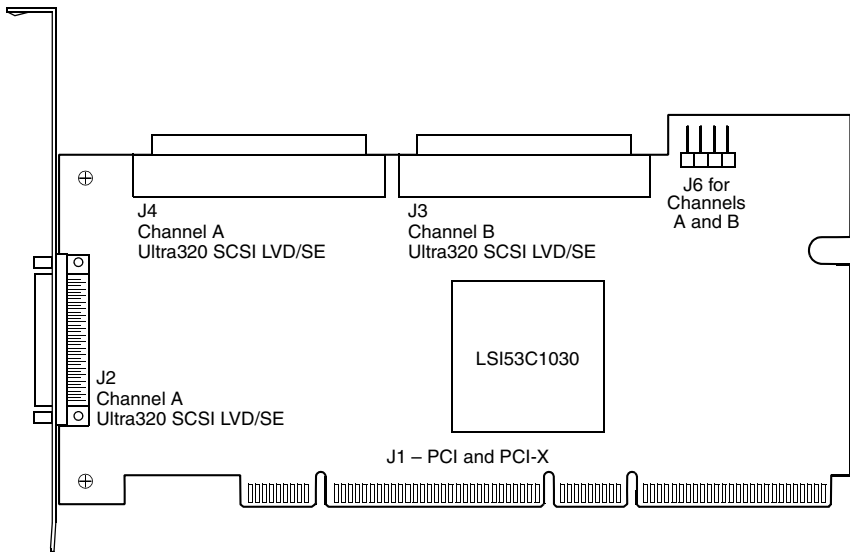 J4
Channel A
Ultra320 SCSI LVD/SE
J3
Channel B
Ultra320 SCSI LVD/SE
J6 for
Channels
A and B
LSI53C1030
J2
Channel A
Ultra320 SCSI LVD/SE
J1 – PCI and PCI-X